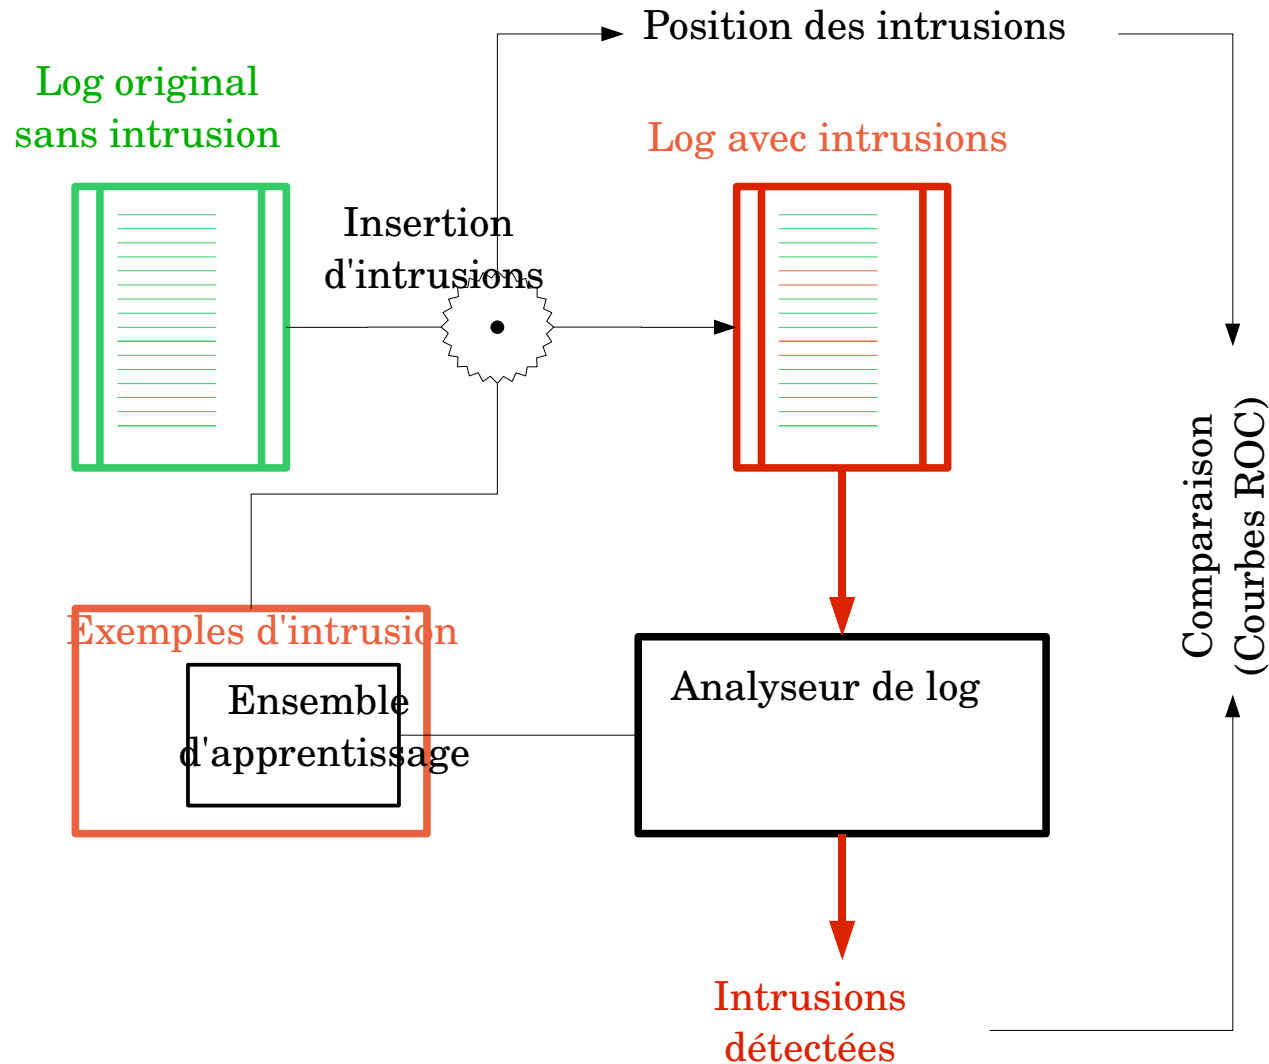 Position des intrusions
Log original
sans intrusion
Log avec intrusions
Insertion
d'intrusions
Comparaison
(Courbes ROC)
Exemples d'intrusion
Ensemble
d'apprentissage
Analyseur de log
Intrusions
détectées